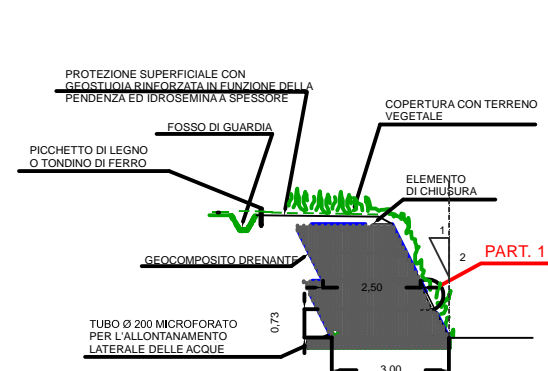 PROTEZIONE SUPERFICIALE CON
GEOSTUOIA RINFORZATA IN FUNZIONE DELLA
PENDENZA ED IDROSEMINA A SPESSORE
COPERTURA CON TERRENO
VEGETALE
FOSSO DI GUARDIA
PICCHETTO DI LEGNO
O TONDINO DI FERRO
ELEMENTO
DI CHIUSURA
1
2
PART. 1
GEOCOMPOSITO DRENANTE
2,50
0,73
TUBO Ø 200 MICROFORATO
PER L'ALLONTANAMENTO
LATERALE DELLE ACQUE
3,00